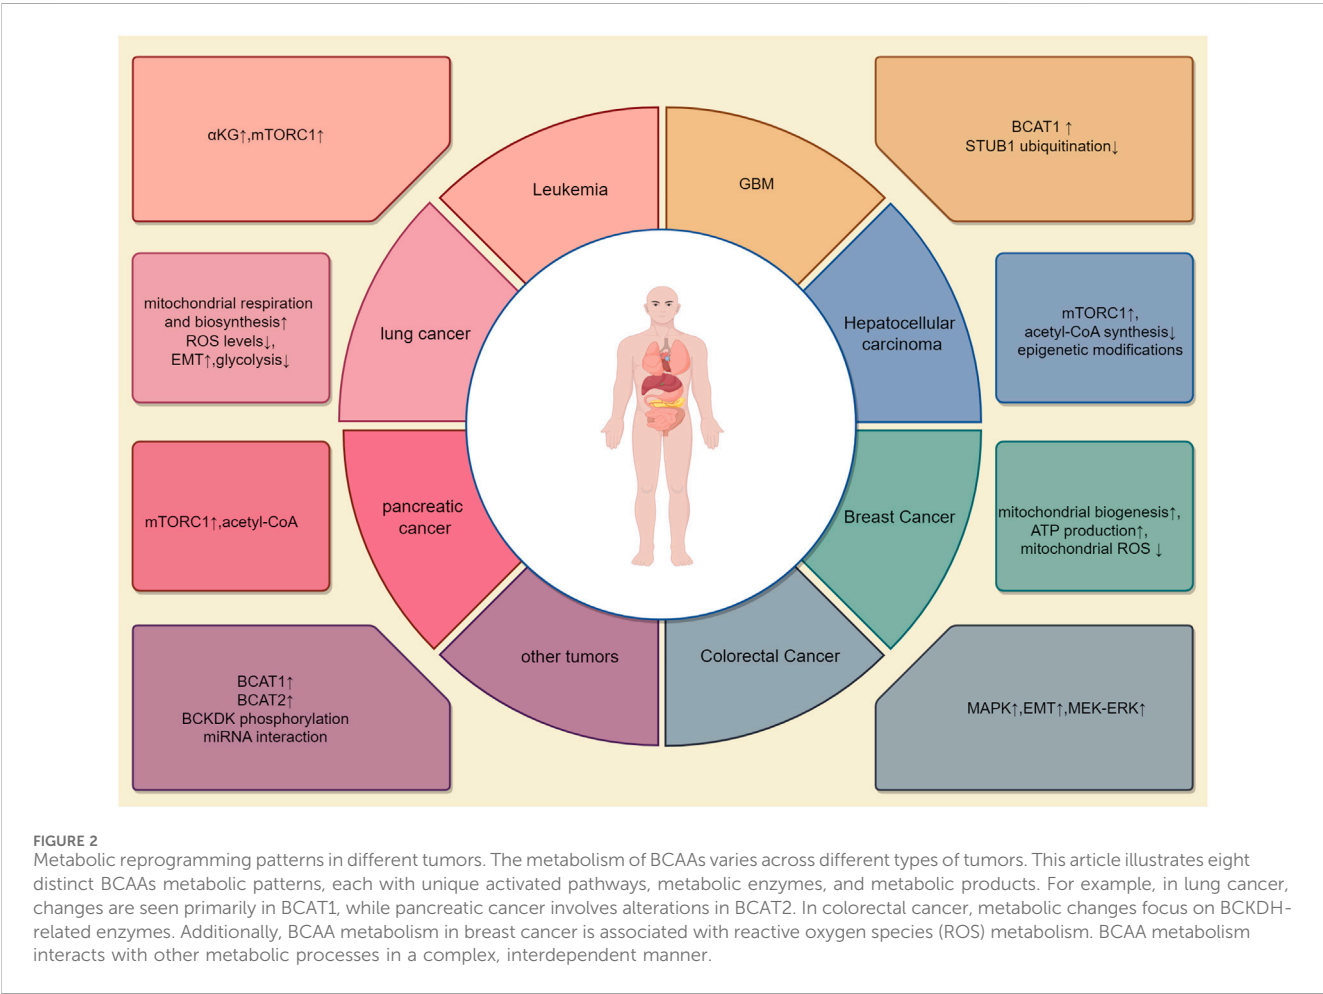 αKG↑,mTORC1↑
BCAT1 ↑
STUB1 ubiquitination↓
Leukemia
GBM
mitochondrial respiration
and biosynthesis↑
ROS levels↓,
EMT↑,glycolysis↓
lung cancer
Hepatocellular
carcinoma
mTORC1↑,
acetyl-CoA synthesis↓
epigenetic modifications
mTORC1↑,acetyl-CoA
pancreatic
cancer
Breast Cancer
mitochondrial biogenesis↑,
ATP production↑,
mitochondrial ROS ↓
BCAT1↑
BCAT2↑
BCKDK phosphorylation
miRNA interaction
other tumors
Colorectal Cancer
MAPK↑,EMT↑,MEK-ERK↑
FIGURE 2
Metabolic reprogramming patterns in different tumors. The metabolism of BCAAs varies across different types of tumors. This article illustrates eight
distinct BCAAs metabolic patterns, each with unique activated pathways, metabolic enzymes, and metabolic products. For example, in lung cancer,
changes are seen primarily in BCAT1, while pancreatic cancer involves alterations in BCAT2. In colorectal cancer, metabolic changes focus on BCKDH-
related enzymes. Additionally, BCAA metabolism in breast cancer is associated with reactive oxygen species (ROS) metabolism. BCAA metabolism
interacts with other metabolic processes in a complex, interdependent manner.